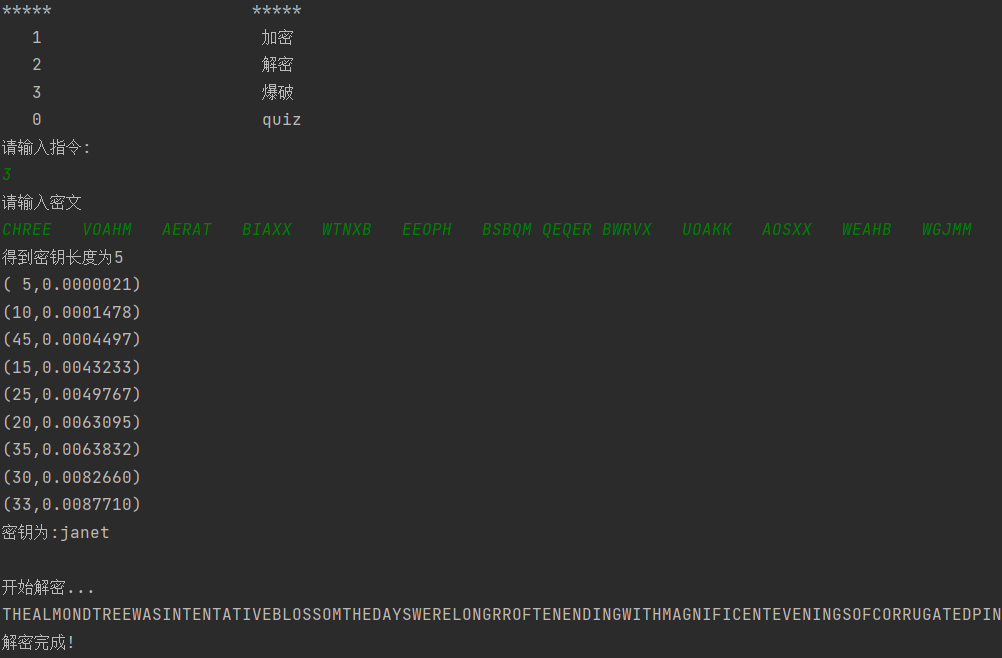 ***** *****
1 加密
2 解密
3 爆破
0 quiz
请输入指令:
3
请输入密文
CHREE VOAHM AERAT BIAXX WTNXB EEOPH BSBQM QEQER BWRVX UOAKK AOSXX WEAHB WGJMM
得到密钥长度为5
( 5,0.0000021)
(10,0.0001478)
(45,0.0004497)
(15,0.0043233)
(25,0.0049767)
(20,0.0063095)
(35,0.0063832)
(30,0.0082660)
(33,0.0087710)
密钥为:janet
开始解密...
THEALMONDTREEWASINTENTATIVEBLOSSOMTHEDAYSWERELONGRROFTENENDINGWITHMAGNIFICENTEVENINGSOFCORRUGATEDPIN
解密完成!